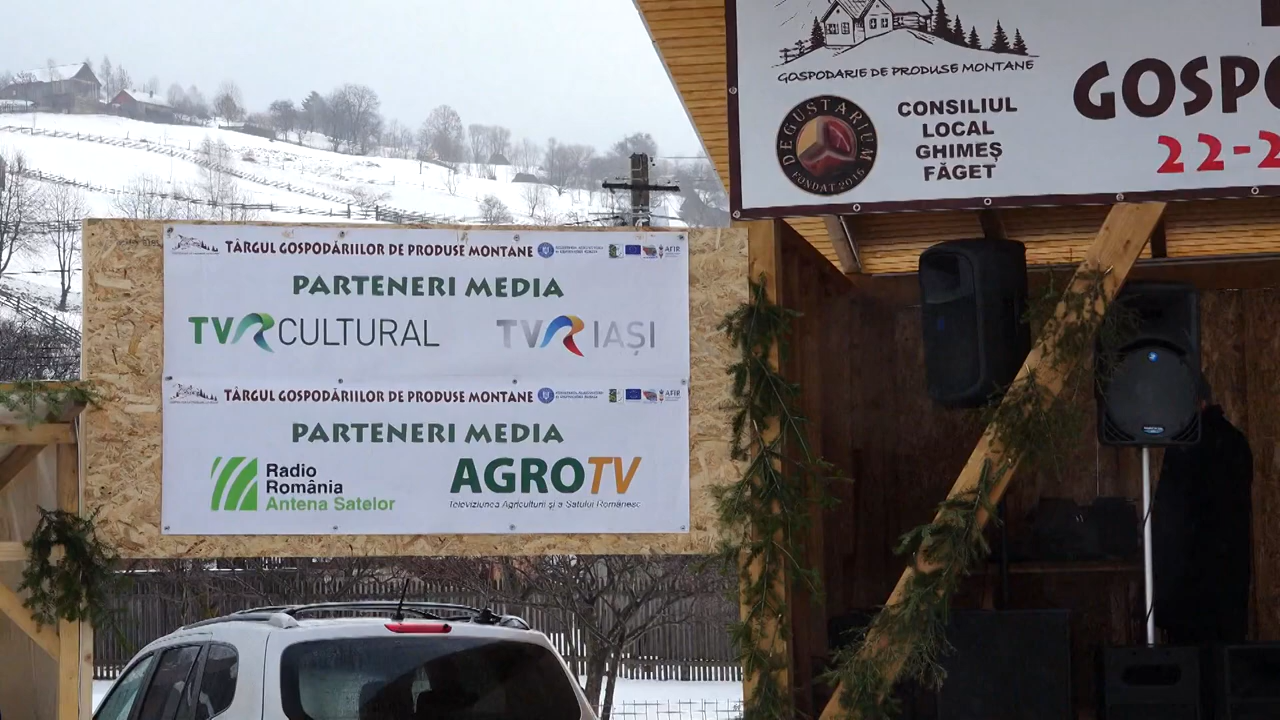 TÂRGUL GOSPODĂRIILOR DE PRODUSE MONTANE
PARTENERI MEDIA
TVR CULTURAL
TVR IAȘI
TÂRGUL GOSPODĂRIILOR DE PRODUSE MONTANE
AFIR
PARTENERI MEDIA
Radio
România
Antena Satelor
AGROTV
Televiziunea Agriculturii și a Satului Românesc
GOSPODARIE DE PRODUSE MONTANE
DEGUSTARIUM
FONDAT 2016
CONSILIUL
LOCAL
GHIMEȘ
FĂGET
GOSPO
22-2